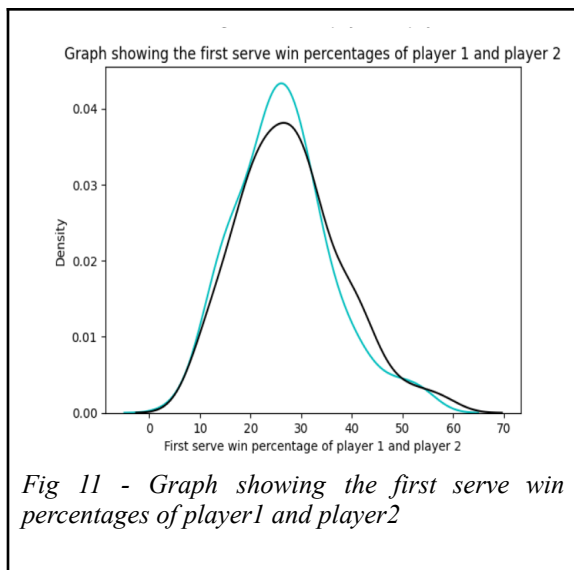 Graph showing the first serve win percentages of player 1 and player 2
0.04
0.03
0.02
0.01
0.00
Density
0 10 20 30 40 50 60 70
First serve win percentage of player 1 and player 2
Fig 11 - Graph showing the first serve win
percentages of player1 and player2